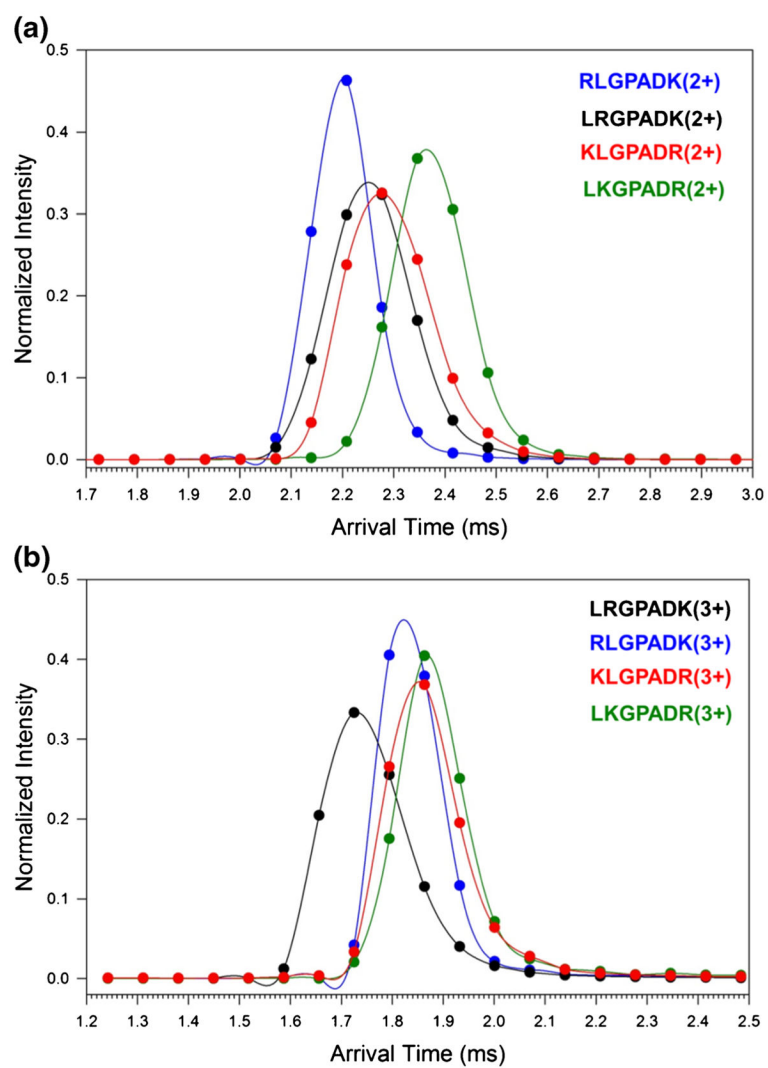 (a)
Normalized Intensity
0.5
0.4
0.3
0.2
0.1
0.0
RLGPADK(2+)
LRGPADK(2+)
KLGPADR(2+)
LKGPADR(2+)
1.7 1.8 1.9 2.0 2.1 2.2 2.3 2.4 2.5 2.6 2.7 2.8 2.9 3.0
Arrival Time (ms)
(b)
Normalized Intensity
0.5
0.4
0.3
0.2
0.1
0.0
LRGPADK(3+)
RLGPADK(3+)
KLGPADR(3+)
LKGPADR(3+)
1.2 1.3 1.4 1.5 1.6 1.7 1.8 1.9 2.0 2.1 2.2 2.3 2.4 2.5
Arrival Time (ms)